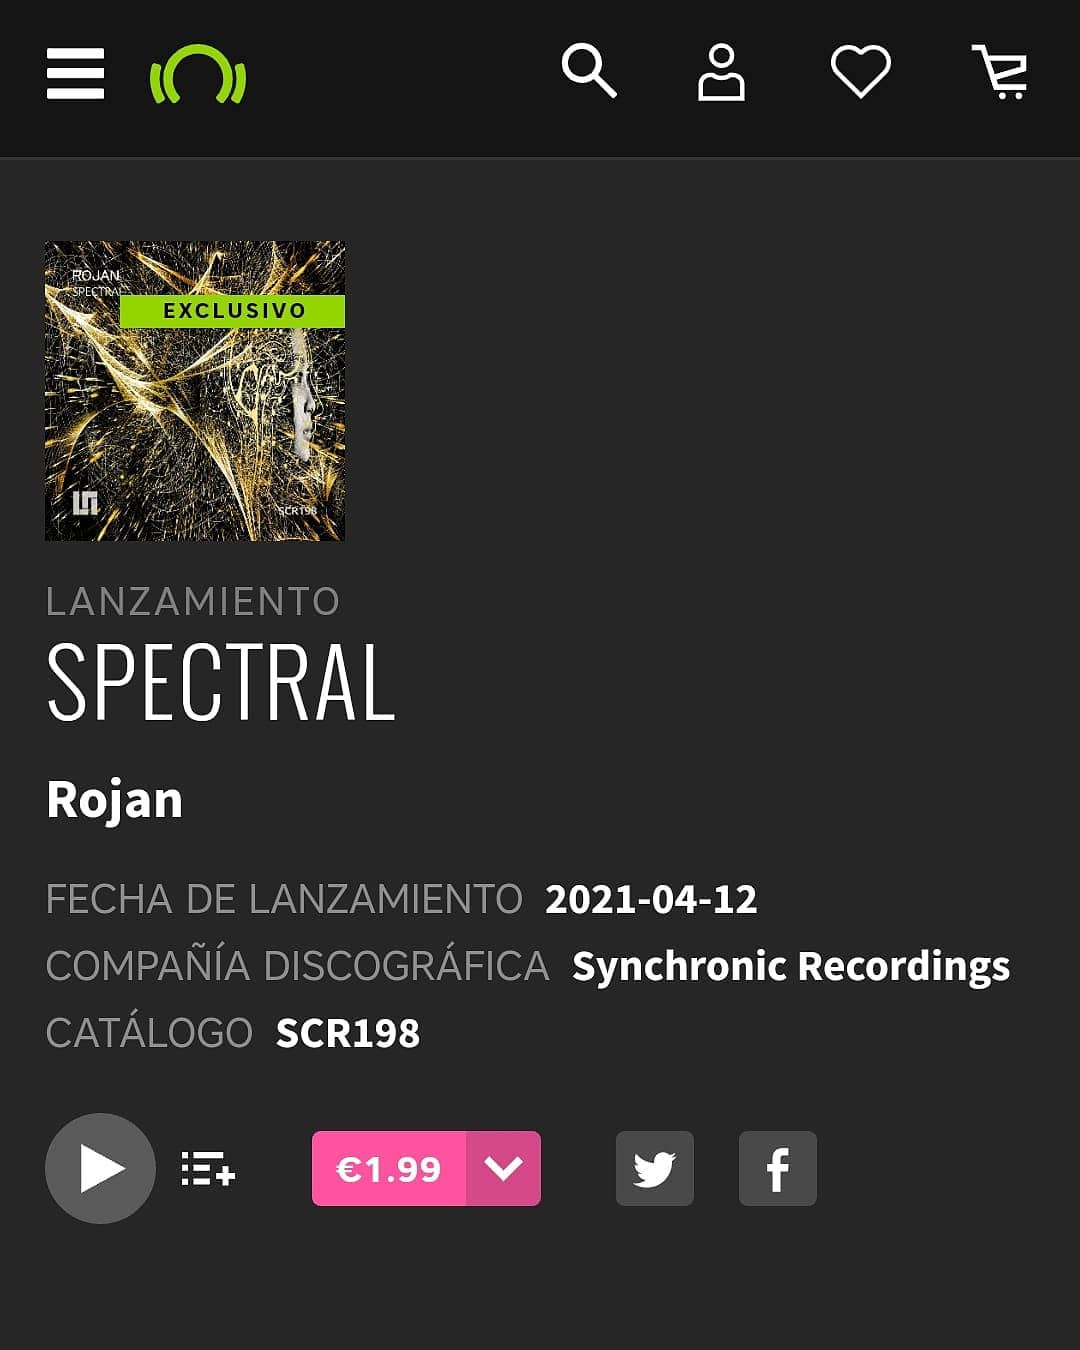 ROJAN
SPECTRAL
EXCLUSIVO
SCR198
LANZAMIENTO
SPECTRAL
Rojan
FECHA DE LANZAMIENTO 2021-04-12
COMPAÑÍA DISCOGRÁFICA Synchronic Recordings
CATÁLOGO SCR198
€1.99